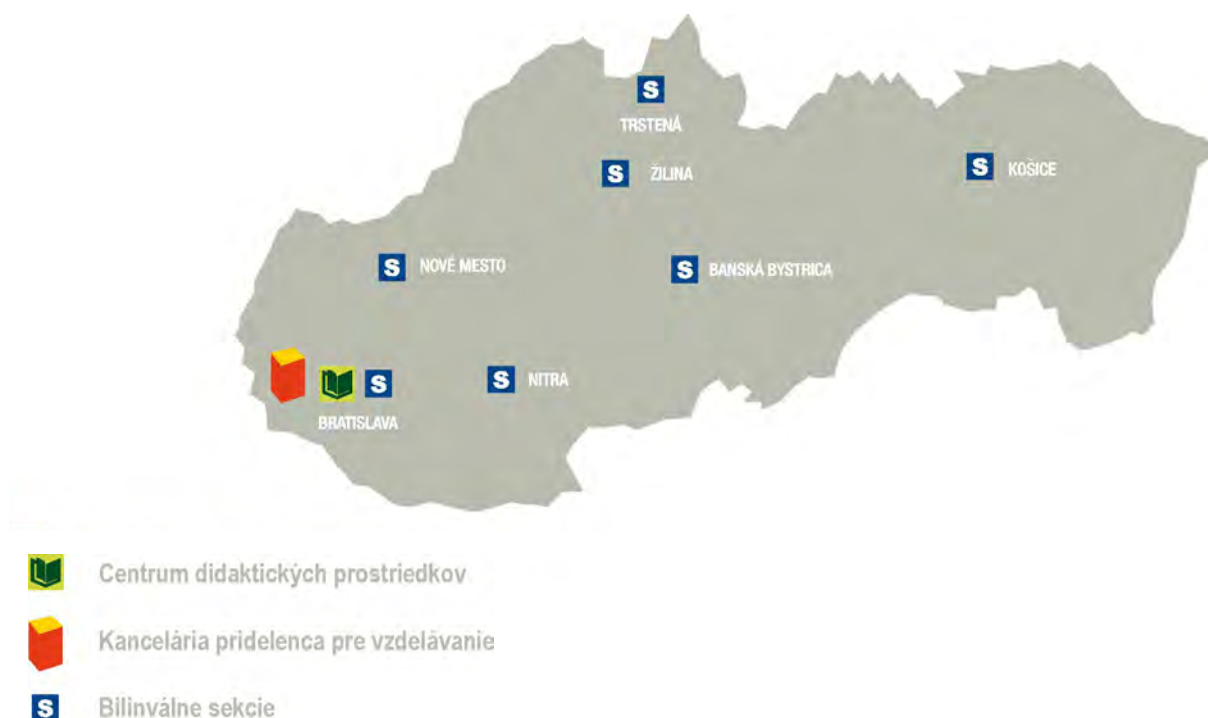 S
TRSTENÁ
S ŽILINA
S KOŠICE
S NOVÉ MESTO
S BANSKÁ BYSTRICA
S
S NITRA
BRATISLAVA
Centrum didaktických prostriedkov
Kancelária pridelenca pre vzdelávanie
S Bilinválne sekcie